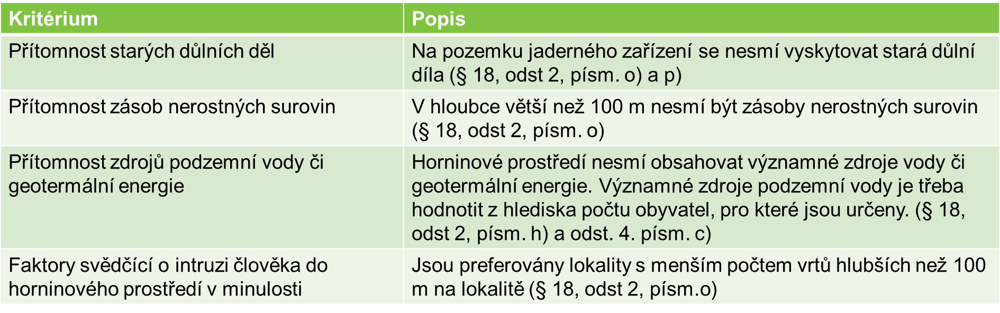 Kritérium
Popis
Přítomnost starých důlních děl
Na pozemku jaderného zařízení se nesmí vyskytovat stará důlní
díla (§ 18, odst 2, písm. o) a p)
Přítomnost zásob nerostných surovin
V hloubce větší než 100 m nesmí být zásoby nerostných surovin
(§ 18, odst 2, písm. o)
Přítomnost zdrojů podzemní vody či
geotermální energie
Horninové prostředí nesmí obsahovat významné zdroje vody či
geotermální energie. Významné zdroje podzemní vody je třeba
hodnotit z hlediska počtu obyvatel, pro které jsou určeny. (§ 18,
odst 2, písm. h) a odst. 4. písm. c)
Faktory svědčící o intruzi člověka do
horninového prostředí v minulosti
Jsou preferovány lokality s menším počtem vrtů hlubších než 100
m na lokalitě (§ 18, odst 2, písm.o)